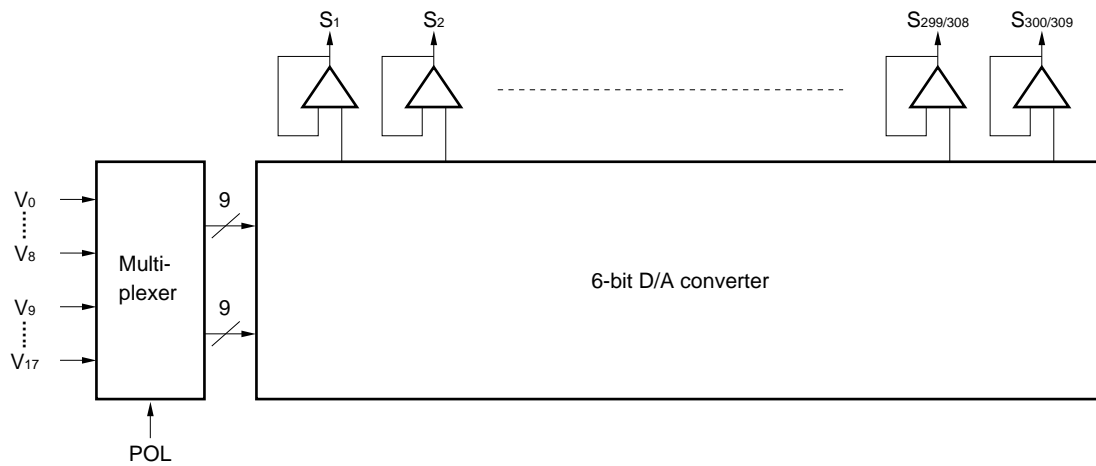 S1 S2 S299/308 S300/309
V0
V8
V9
V17
Multi-
plexer
9
9
6-bit D/A converter
POL